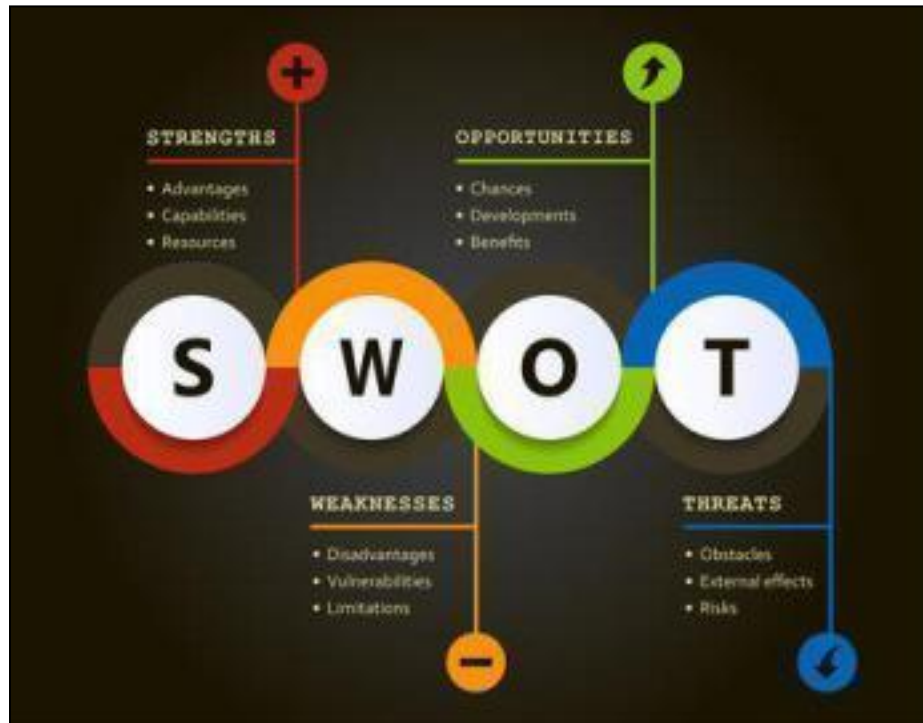 STRENGTHS
• Advantages
• Capabilities
• Resources
OPPORTUNITIES
• Chances
• Developments
• Benefits
S W O T
WEAKNESSES
• Disadvantages
• Vulnerabilities
• Limitations
THREATS
• Obstacles
• External effects
• Risks